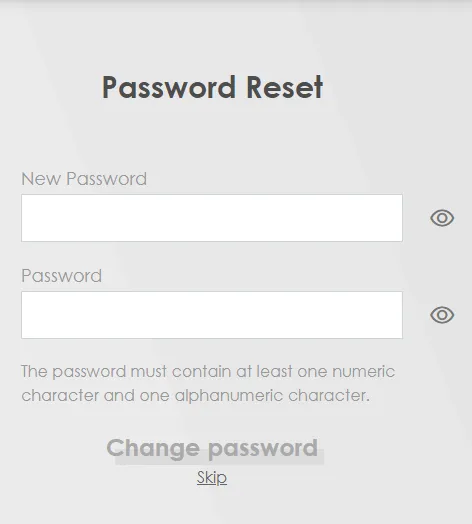 Password Reset
New Password
Password
The password must contain at least one numeric
character and one alphanumeric character.
Change password
Skip